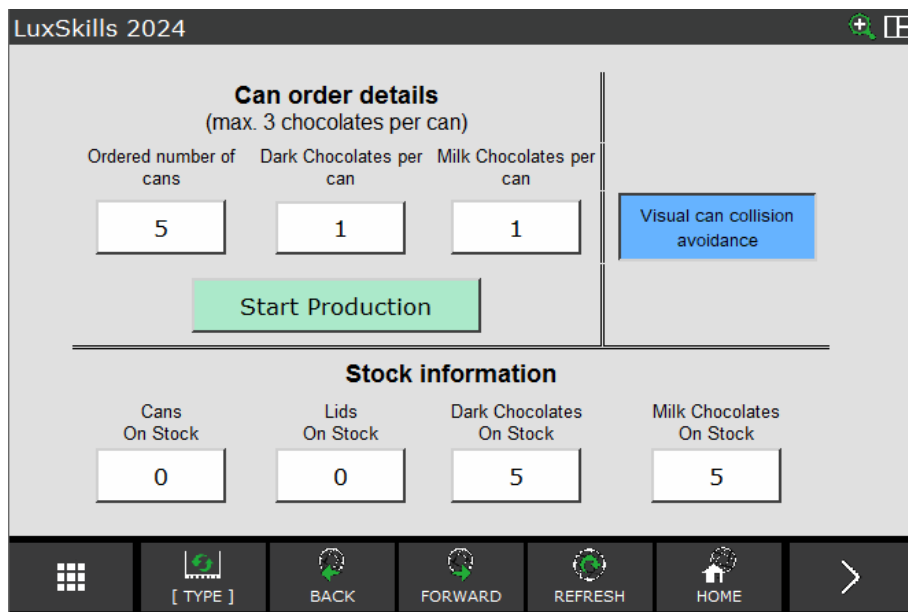 LuxSkills 2024
Can order details
(max. 3 chocolates per can)
Ordered number of
cans
Dark Chocolates per
can
Milk Chocolates per
can
5
1
1
Visual can collision
avoidance
Start Production
Stock information
Cans
On Stock
Lids
On Stock
Dark Chocolates
On Stock
Milk Chocolates
On Stock
0
0
5
5
[ TYPE ]
BACK
FORWARD
REFRESH
HOME